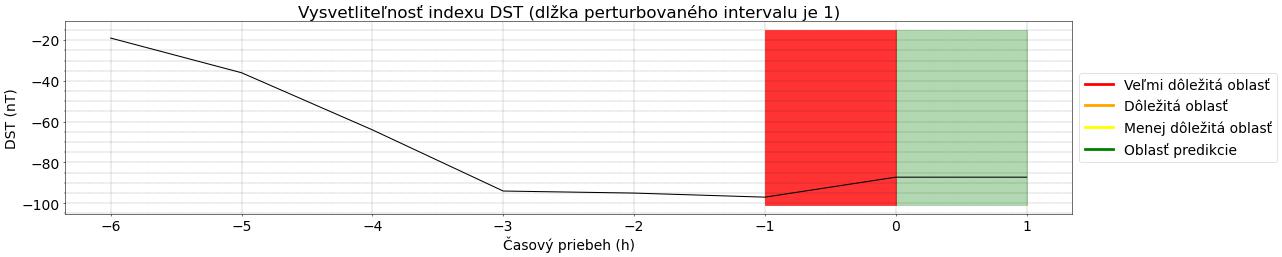 Vysvetliteľnosť indexu DST (dlžka perturbovaného intervalu je 1)
DST (nT)
−20
−40
−60
−80
−100
−6 −5 −4 −3 −2 −1 0 1
Časový priebeh (h)
Veľmi dôležitá oblasť
Dôležitá oblasť
Menej dôležitá oblasť
Oblasť predikcie